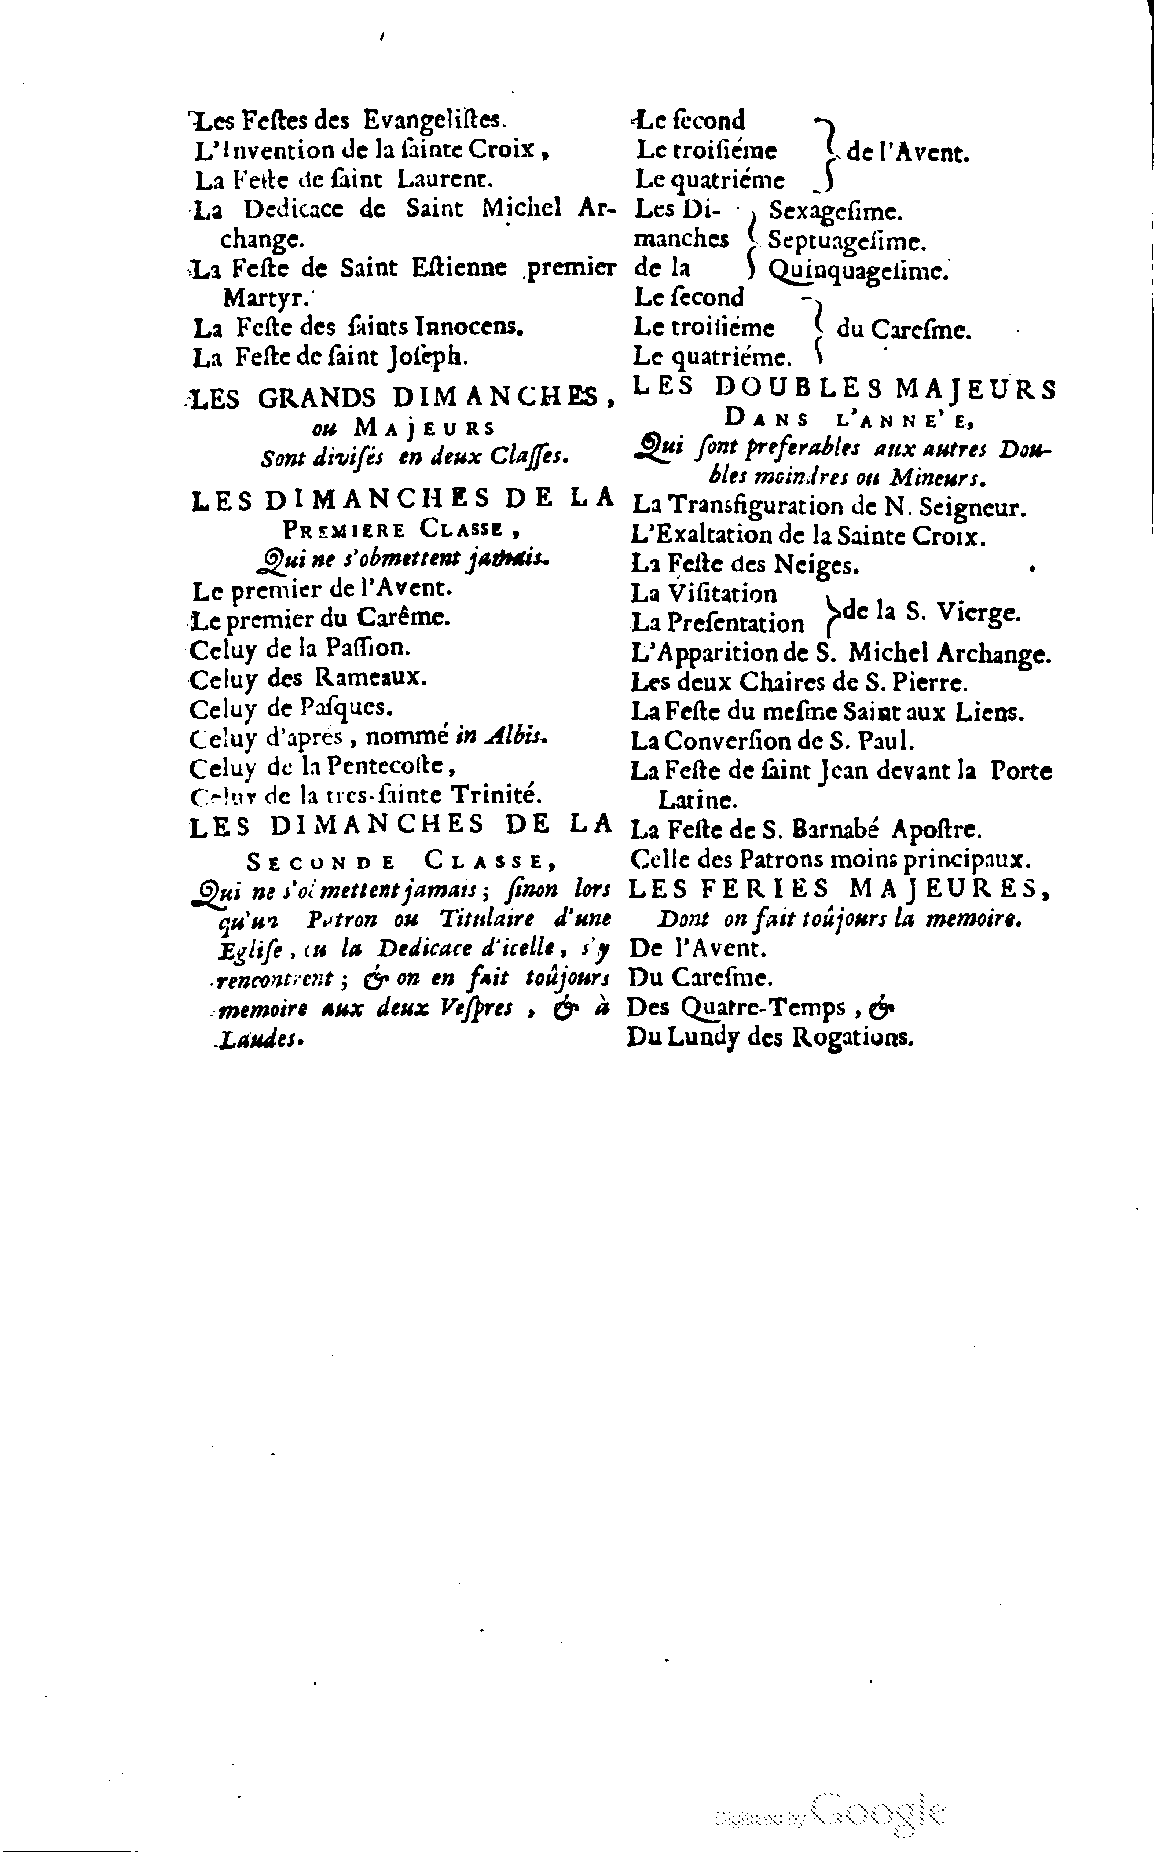 Les Feſtes des Evangeliſtes.
L'Invention de la ſainte Croix,
La Feſte de ſaint Laurent.
La Dedicace de Saint Michel Ar-
change.
La Feſte de Saint Eſtienne premier
Martyr.
La Feſte des ſaints Innocens.
La Feſte de ſaint Joſeph.
LES GRANDS DIMANCHES,
ou MAJEURS
Sont diviſés en deux Claſſes.
LES DIMANCHES DE LA
PREMIERE CLASSE,
Qui ne s'obmettent jamais.
Le premier de l'Avent.
Le premier du Carême.
Celuy de la Paſſion.
Celuy des Rameaux.
Celuy de Paſques.
Celuy d'aprés, nommé in Albis.
Celuy de la Pentecoſte,
Celuy de la tres-ſainte Trinité.
LES DIMANCHES DE LA
SECONDE CLASSE,
Qui ne s'obmettent jamais; ſinon lors
qu'un Patron ou Titulaire d'une
Egliſe, ou la Dedicace d'icelle, s'y
rencontrent; & on en fait toûjours
memoire aux deux Veſpres, & à
Laudes.
Le ſecond
Le troiſiéme } de l'Avent.
Le quatriéme
Les Di- Sexageſime.
manches { Septuageſime.
de la Quinquageſime.
Le ſecond
Le troiſiéme { du Careſme.
Le quatriéme.
LES DOUBLES MAJEURS
DANS L'ANNE'E,
Qui ſont preferables aux autres Dou-
bles moindres ou Mineurs.
La Transfiguration de N. Seigneur.
L'Exaltation de la Sainte Croix.
La Feſte des Neiges.
La Viſitation
La Preſentation } de la S. Vierge.
L'Apparition de S. Michel Archange.
Les deux Chaires de S. Pierre.
La Feſte du meſme Saint aux Liens.
La Converſion de S. Paul.
La Feſte de ſaint Jean devant la Porte
Latine.
La Feſte de S. Barnabé Apoſtre.
Celle des Patrons moins principaux.
LES FERIES MAJEURES,
Dont on fait toûjours la memoire.
De l'Avent.
Du Careſme.
Des Quatre-Temps, &
Du Lundy des Rogations.
Digitized by Google